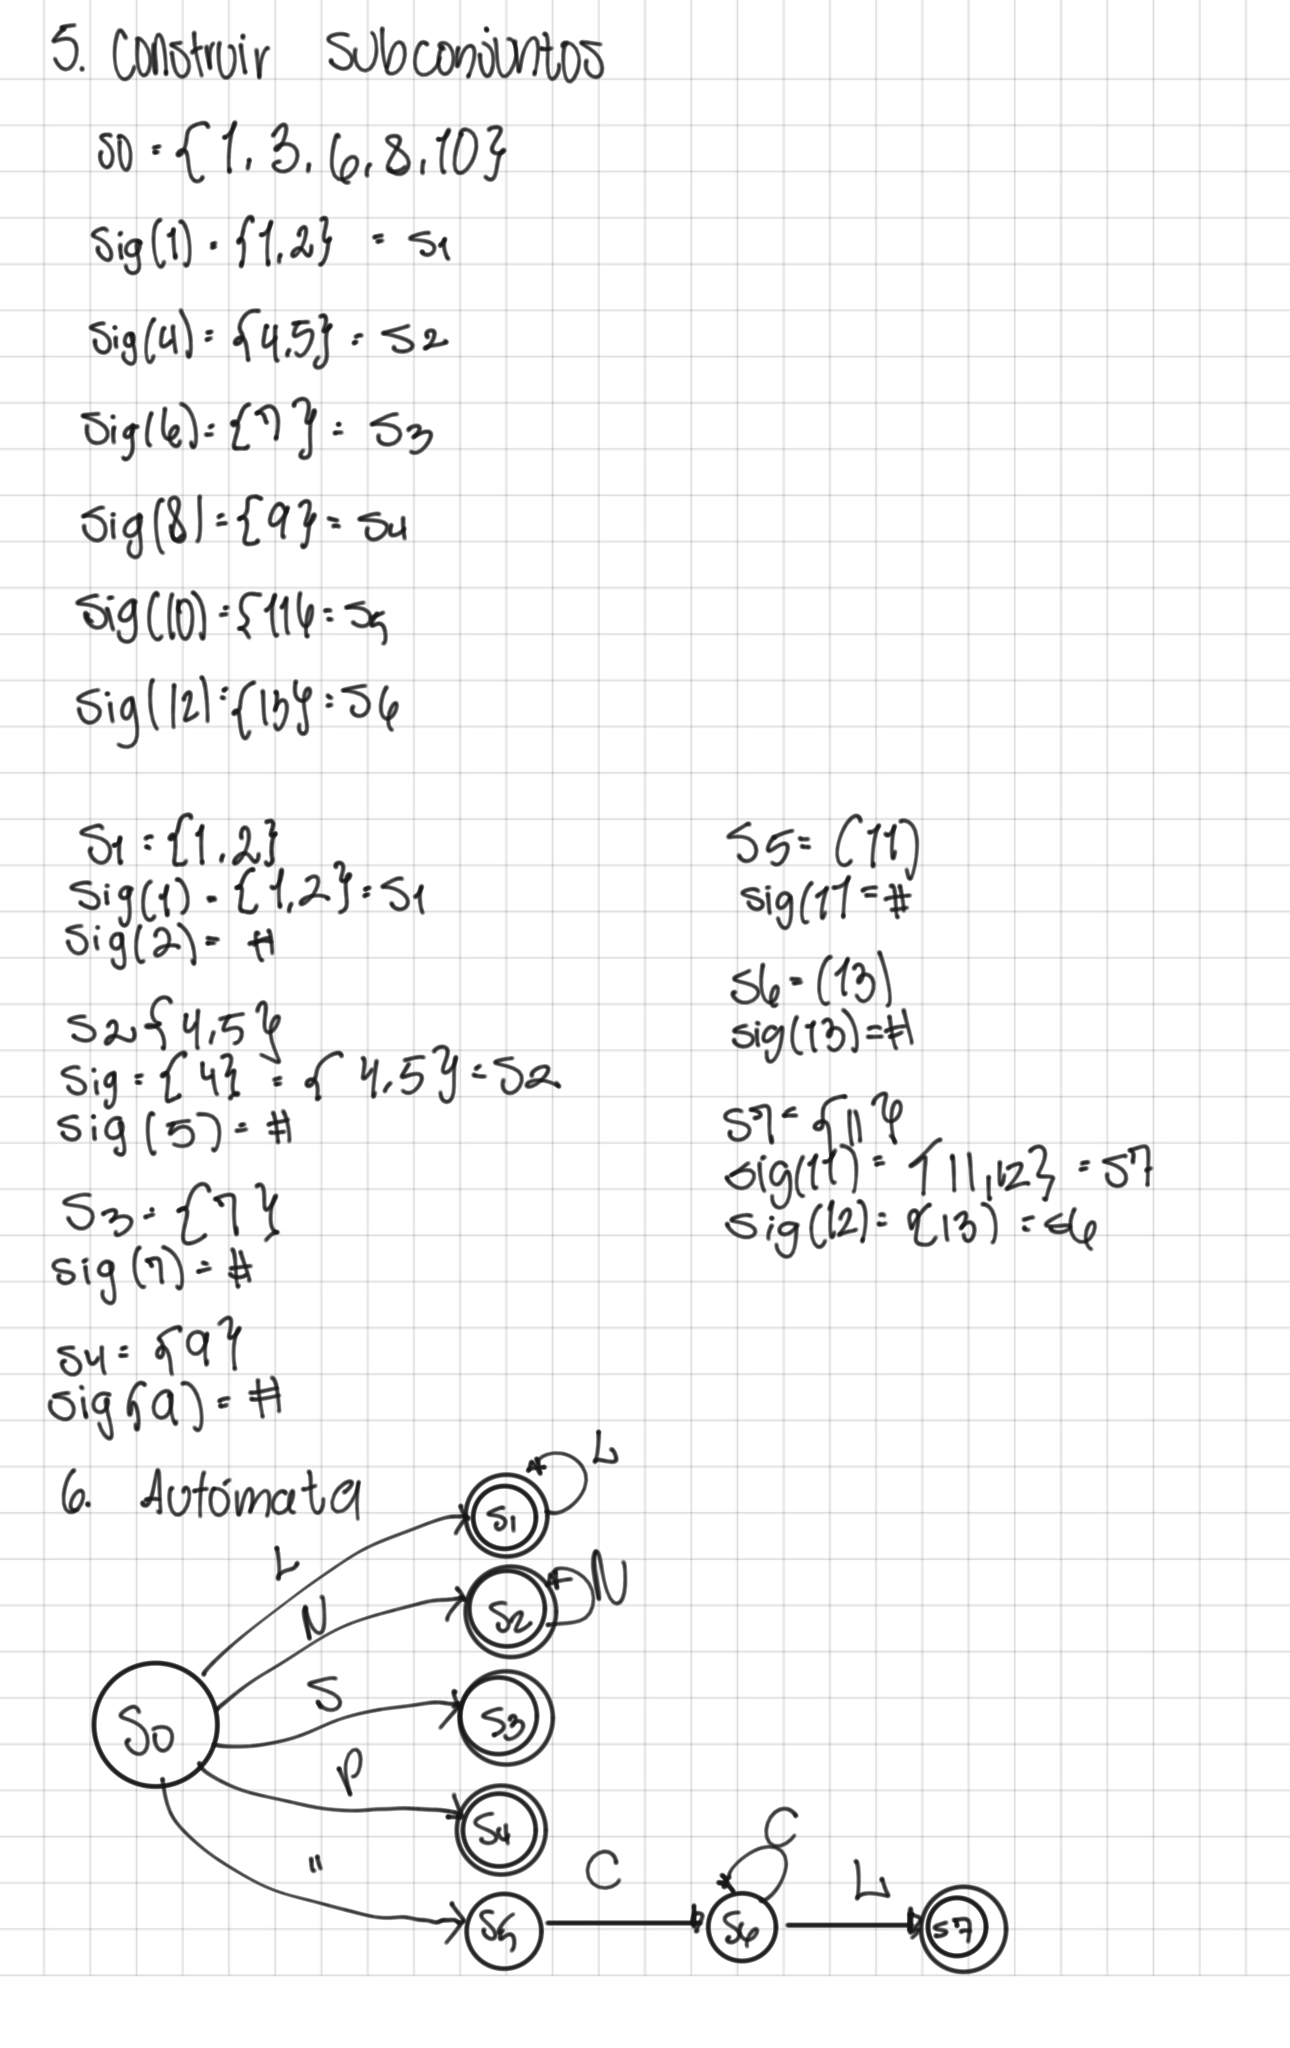 5. Construir subconjuntos
S0 = {1, 3, 6, 8, 10}
Sig(1) = {1,2} = S1
Sig(4) = {4,5} = S2
Sig(6) = {7} = S3
Sig(8) = {9} = S4
Sig(10) = {11} = S5
Sig(12) = {13} = S6
S1 = {1,2}
Sig(1) = {1,2} = S1
Sig(2) = #
S2 {4,5}
Sig = {4} = {4,5} = S2
Sig(5) = #
S3 = {7}
sig(7) = #
S4 = {9}
sig{9) = #
S5 = (11)
sig(11 = #
S6 = (13)
sig(13) = #
S7 = {11}
sig(11) = {11,12} = S7
sig(12) = {13) = S6
6. Autómata
L
S1
L
N
S2
N
S0
S
S3
P
S4
"
S5
C
S6
C
L
S7